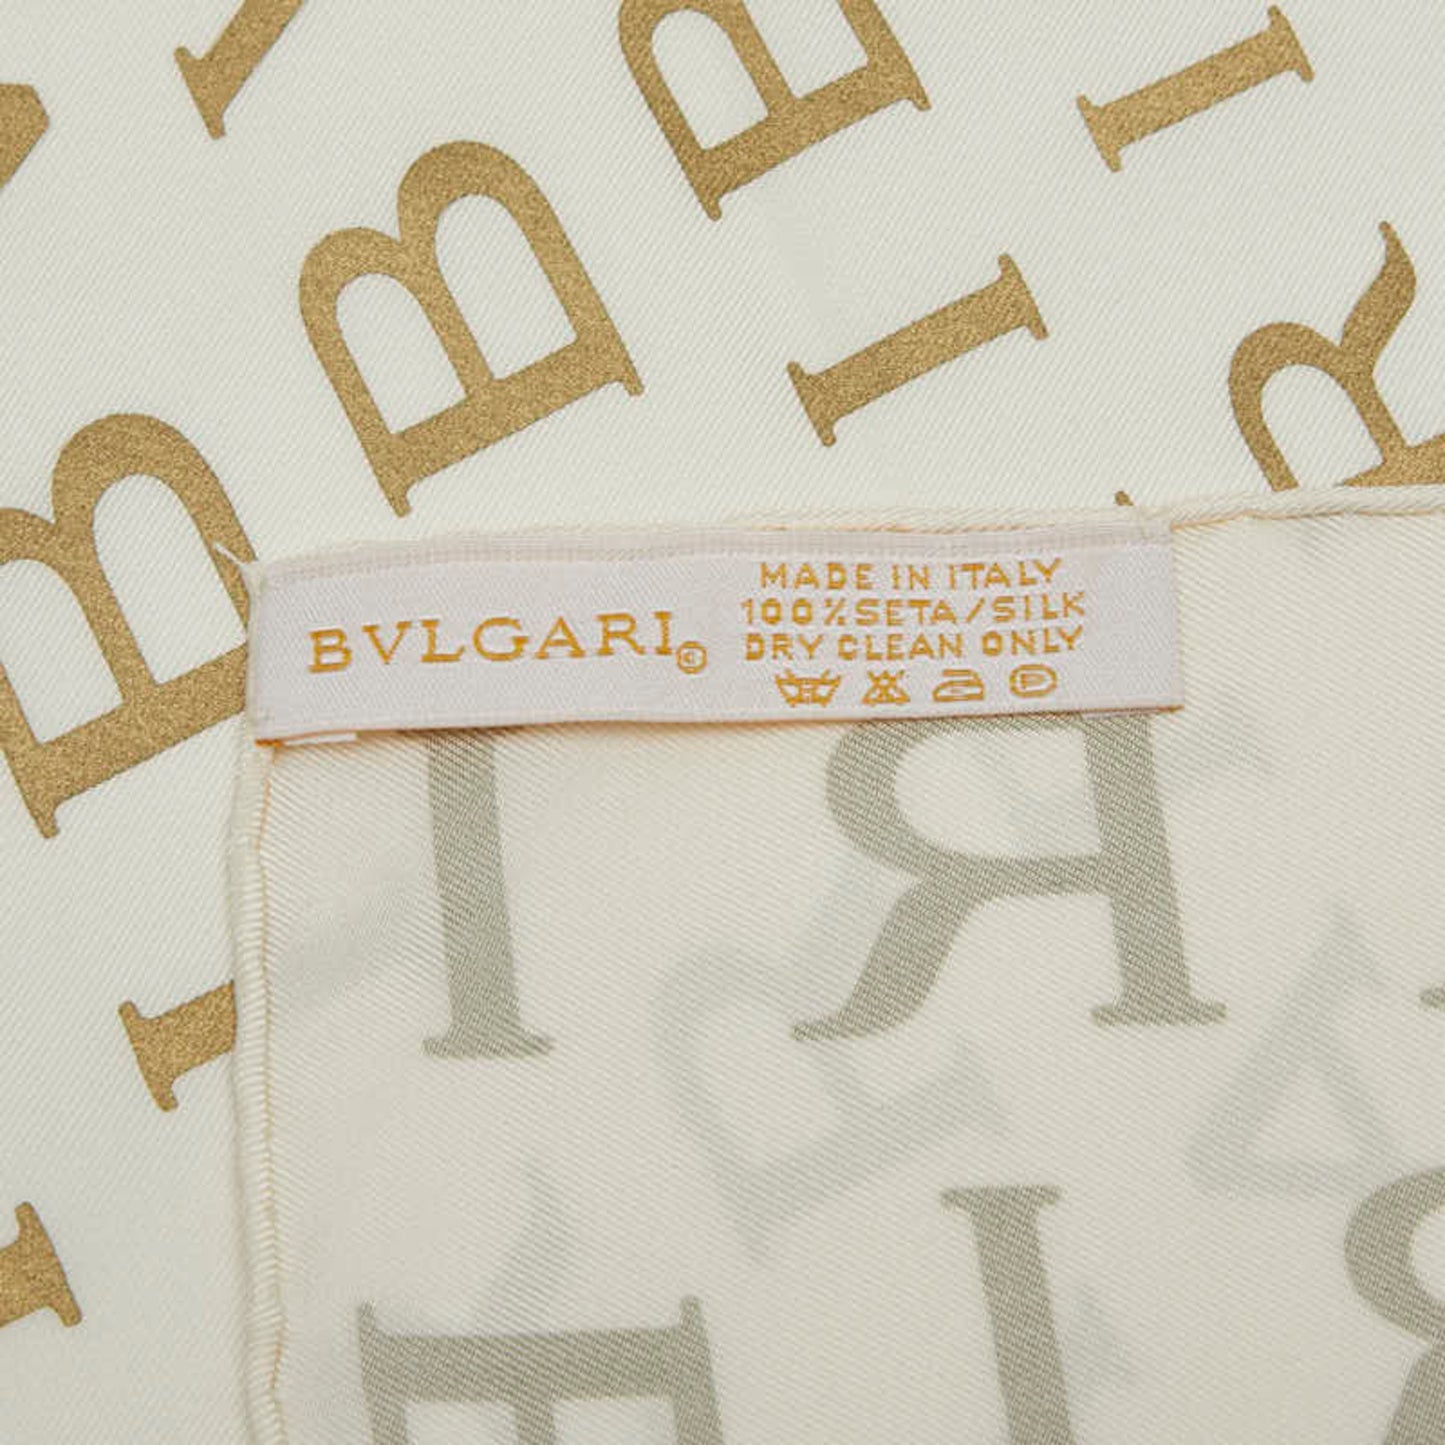 BVLGARI
MADE IN ITALY
100%SETA/SILK
DRY CLEAN ONLY
P